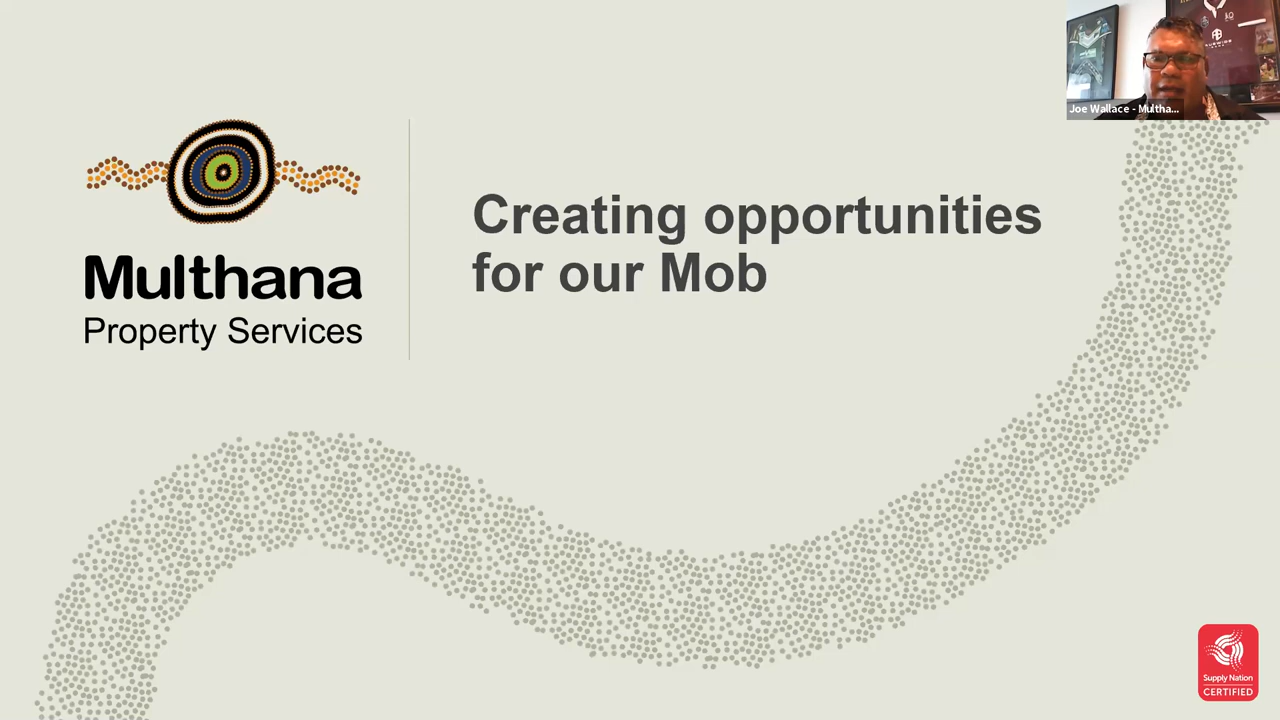 Joe Wallace - Multha...
Creating opportunities
for our Mob
Multhana
Property Services
Supply Nation
CERTIFIED